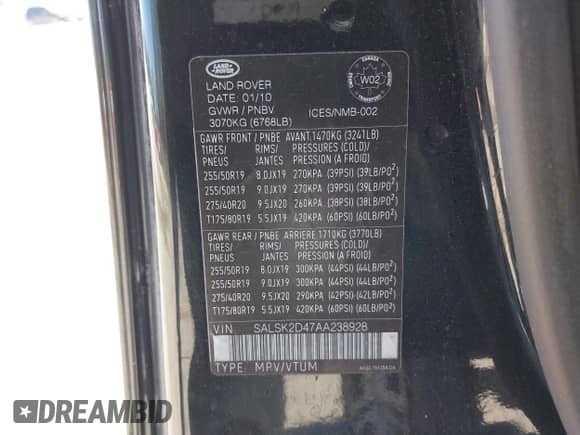 LAND ROVER
CANADA
W02
TRANSPORT
LAND ROVER
DATE: 01/10
GVWR / PNBV
ICES/NMB-002
3070KG (6768LB)
GAWR FRONT / PNBE AVANT 1470KG (3241LB)
TIRES/ RIMS/ PRESSURES (COLD)/
PNEUS JANTES PRESSION (A FROID)
255/50R19 8.0JX19 270KPA (39PSI) (39LB/PO²)
255/50R19 9.0JX19 270KPA (39PSI) (39LB/PO²)
275/40R20 9.5JX20 260KPA (38PSI) (38LB/PO²)
T175/80R19 5.5JX19 420KPA (60PSI) (60LB/PO²)
GAWR REAR / PNBE ARRIERE 1710KG (3770LB)
TIRES/ RIMS/ PRESSURES (COLD)/
PNEUS JANTES PRESSION (A FROID)
255/50R19 8.0JX19 300KPA (44PSI) (44LB/PO²)
255/50R19 9.0JX19 300KPA (44PSI) (44LB/PO²)
275/40R20 9.5JX20 290KPA (42PSI) (42LB/PO²)
T175/80R19 5.5JX19 420KPA (60PSI) (60LB/PO²)
VIN SALSK2D47AA238928
TYPE: MPV/VTUM
DREAMBID